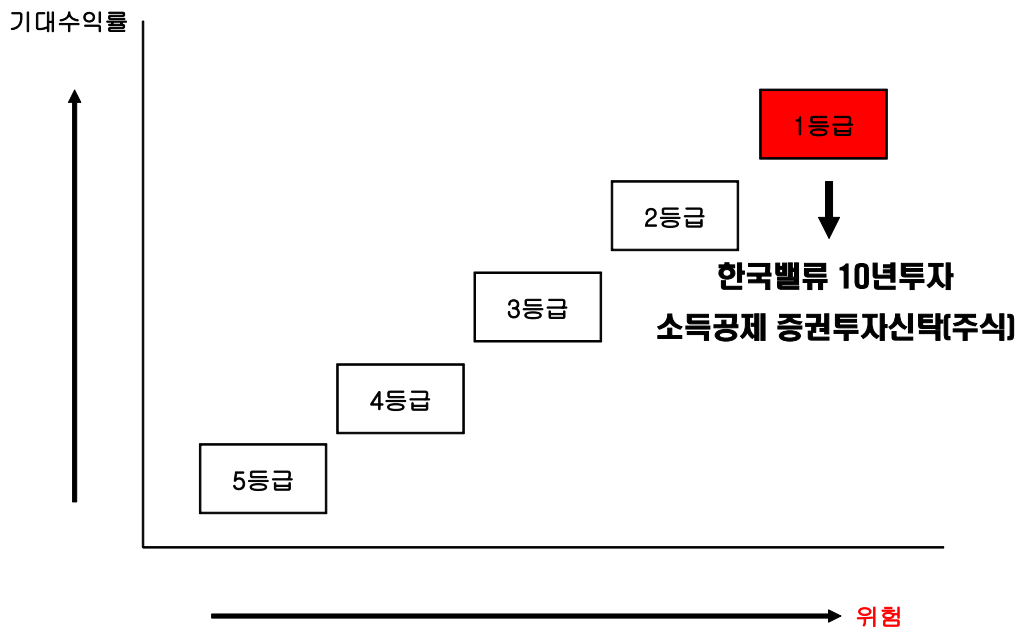 기대수익률
1등급
2등급
한국밸류 10년투자
소득공제 증권투자신탁(주식)
3등급
4등급
5등급
위험